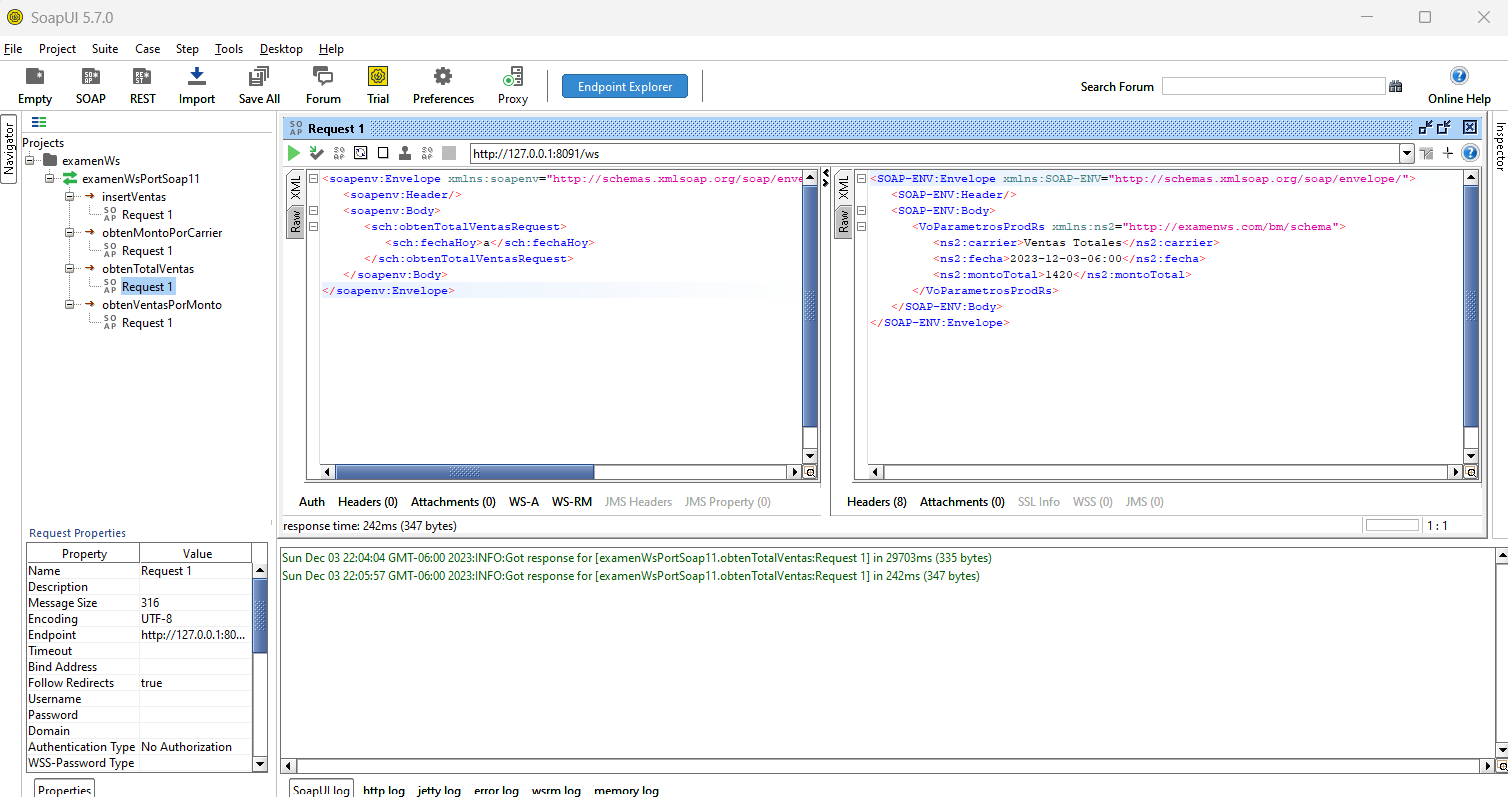 SoapUI 5.7.0
File Project Suite Case Step Tools Desktop Help
Empty SOAP REST Import Save All Forum Trial Preferences Proxy
Endpoint Explorer
Search Forum
Online Help
Navigator
Projects
examenWs
examenWsPortSoap11
insertVentas
SO AP Request 1
obtenMontoPorCarrier
SO AP Request 1
obtenTotalVentas
SO AP Request 1
obtenVentasPorMonto
SO AP Request 1
Request Properties
Property Value
Name Request 1
Description
Message Size 316
Encoding UTF-8
Endpoint http://127.0.0.1:80...
Timeout
Bind Address
Follow Redirects true
Username
Password
Domain
Authentication Type No Authorization
WSS-Password Type
Properties
SO AP Request 1
http://127.0.0.1:8091/ws
XML
Raw
<soapenv:Envelope xmlns:soapenv="http://schemas.xmlsoap.org/soap/enve
<soapenv:Header/>
<soapenv:Body>
<sch:obtenTotalVentasRequest>
<sch:fechaHoy>a</sch:fechaHoy>
</sch:obtenTotalVentasRequest>
</soapenv:Body>
</soapenv:Envelope>
Auth Headers (0) Attachments (0) WS-A WS-RM JMS Headers JMS Property (0)
XML
Raw
<SOAP-ENV:Envelope xmlns:SOAP-ENV="http://schemas.xmlsoap.org/soap/envelope/">
<SOAP-ENV:Header/>
<SOAP-ENV:Body>
<VoParametrosProdRs xmlns:ns2="http://examenws.com/bm/schema">
<ns2:carrier>Ventas Totales</ns2:carrier>
<ns2:fecha>2023-12-03-06:00</ns2:fecha>
<ns2:montoTotal>1420</ns2:montoTotal>
</VoParametrosProdRs>
</SOAP-ENV:Body>
</SOAP-ENV:Envelope>
Headers (8) Attachments (0) SSL Info WSS (0) JMS (0)
response time: 242ms (347 bytes)
1 : 1
Inspector
Sun Dec 03 22:04:04 GMT-06:00 2023:INFO:Got response for [examenWsPortSoap11.obtenTotalVentas:Request 1] in 29703ms (335 bytes)
Sun Dec 03 22:05:57 GMT-06:00 2023:INFO:Got response for [examenWsPortSoap11.obtenTotalVentas:Request 1] in 242ms (347 bytes)
SoapUI log http log jetty log error log wsrm log memory log